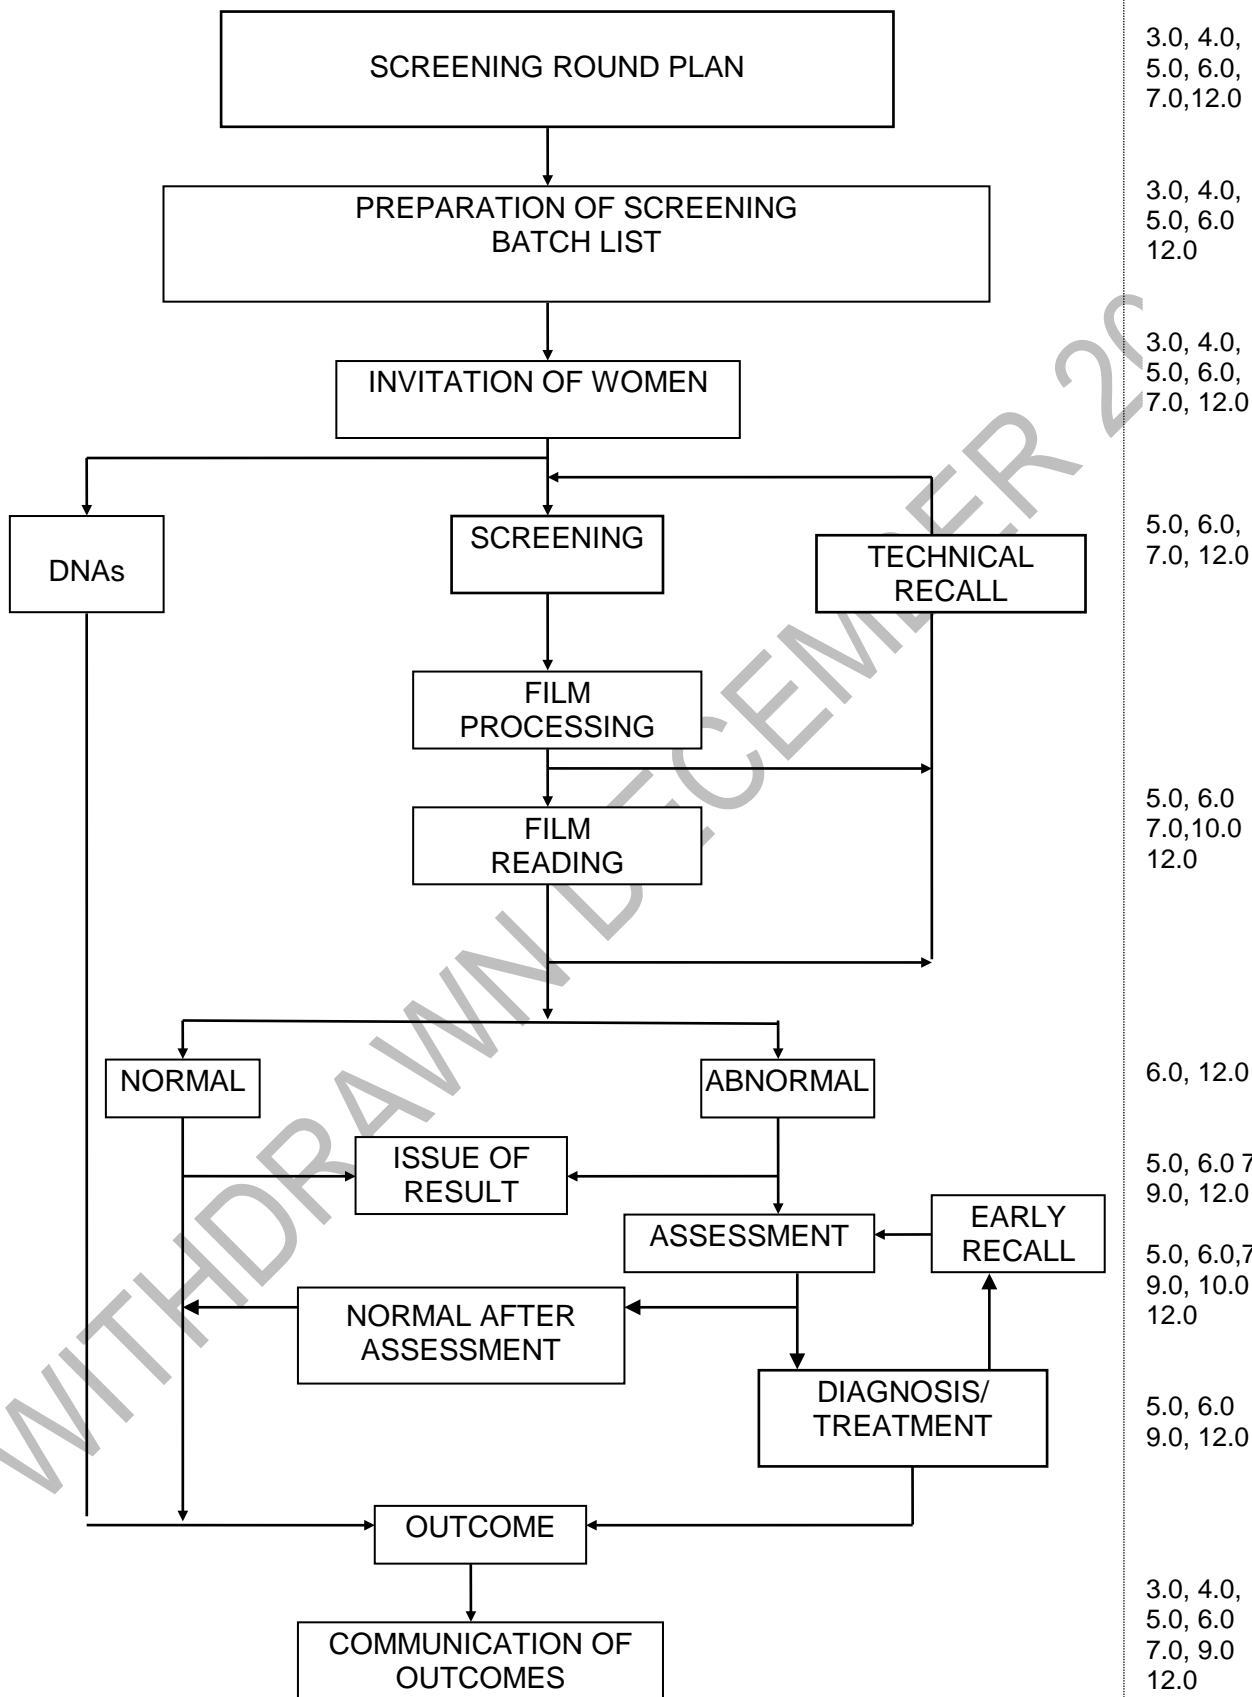 SCREENING ROUND PLAN
3.0, 4.0,
5.0, 6.0,
7.0,12.0
PREPARATION OF SCREENING
BATCH LIST
3.0, 4.0,
5.0, 6.0
12.0
INVITATION OF WOMEN
3.0, 4.0,
5.0, 6.0,
7.0, 12.0
DNAs
SCREENING
TECHNICAL
RECALL
5.0, 6.0,
7.0, 12.0
FILM
PROCESSING
FILM
READING
5.0, 6.0
7.0,10.0
12.0
NORMAL
ABNORMAL
6.0, 12.0
ISSUE OF
RESULT
5.0, 6.0 7
9.0, 12.0
ASSESSMENT
EARLY
RECALL
5.0, 6.0,7
9.0, 10.0
12.0
NORMAL AFTER
ASSESSMENT
DIAGNOSIS/
TREATMENT
5.0, 6.0
9.0, 12.0
OUTCOME
COMMUNICATION OF
OUTCOMES
3.0, 4.0,
5.0, 6.0
7.0, 9.0
12.0
WITHDRAWN DECEMBER 20